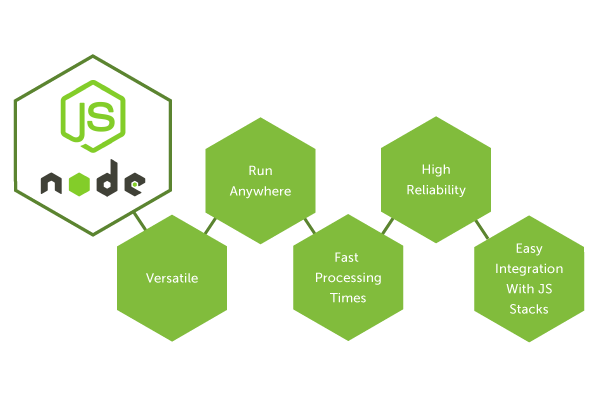 JS
node
Versatile
Run
Anywhere
Fast
Processing
Times
High
Reliability
Easy
Integration
With JS
Stacks